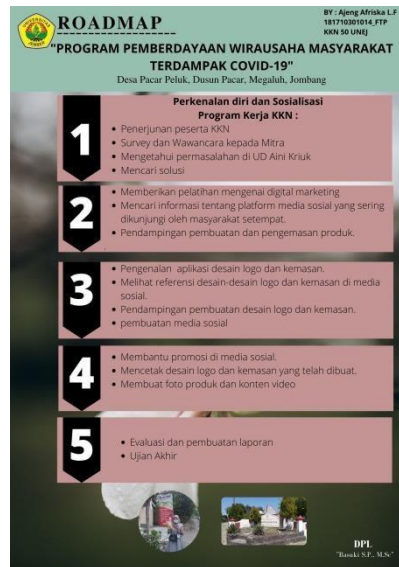 ROADMAP
BY : Ajeng Afriska L.F
181710301014_FTP
KKN 50 UNEJ
"PROGRAM PEMBERDAYAAN WIRAUSAHA MASYARAKAT
TERDAMPAK COVID-19"
Desa Pacar Peluk, Dusun Pacar, Megaluh, Jombang
1
Perkenalan diri dan Sosialisasi
Program Kerja KKN :
• Penerjunan peserta KKN
• Survey dan Wawancara kepada Mitra
• Mengetahui permasalahan di UD Aini Kriuk
• Mencari solusi
2
• Memberikan pelatihan mengenai digital marketing
• Mencari informasi tentang platform media sosial yang sering
dikunjungi oleh masyarakat setempat.
• Pendampingan pembuatan dan pengemasan produk.
3
• Pengenalan aplikasi desain logo dan kemasan.
• Melihat referensi desain-desain logo dan kemasan di media
sosial.
• Pendampingan pembuatan desain logo dan kemasan.
• pembuatan media sosial
4
• Membantu promosi di media sosial.
• Mencetak desain logo dan kemasan yang telah dibuat.
• Membuat foto produk dan konten video
5
• Evaluasi dan pembuatan laporan
• Ujian Akhir
DPL
"Basuki S.P., M.Sc"